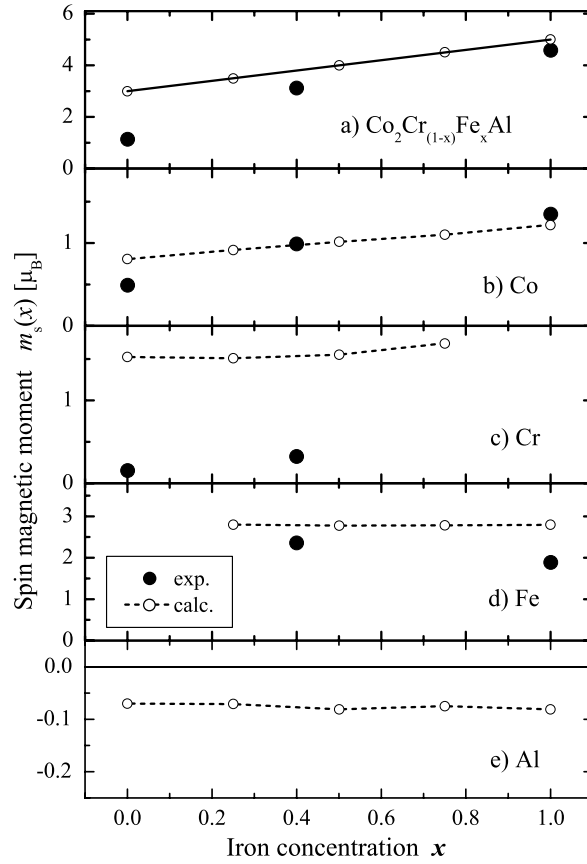 6
4
2
0
a) Co₂Cr₍₁₋ₓ₎FeₓAl
1
0
b) Co
1
0
c) Cr
3
2
1
0
d) Fe
exp.
calc.
0.0
-0.1
-0.2
e) Al
0.0 0.2 0.4 0.6 0.8 1.0
Iron concentration x
Spin magnetic moment mₛ(x) [μB]